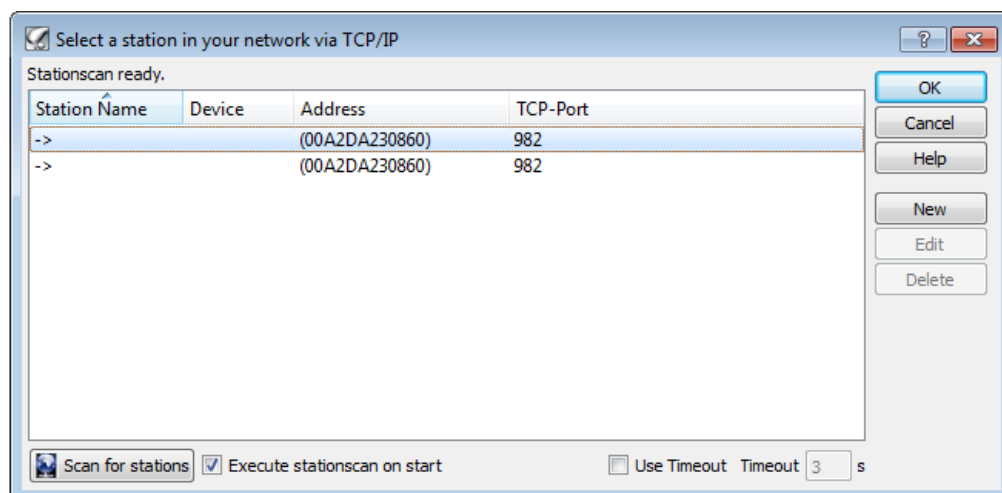 Select a station in your network via TCP/IP
Stationscan ready.
Station Name Device Address TCP-Port
-> (00A2DA230860) 982
-> (00A2DA230860) 982
OK
Cancel
Help
New
Edit
Delete
Scan for stations Execute stationscan on start Use Timeout Timeout 3 s